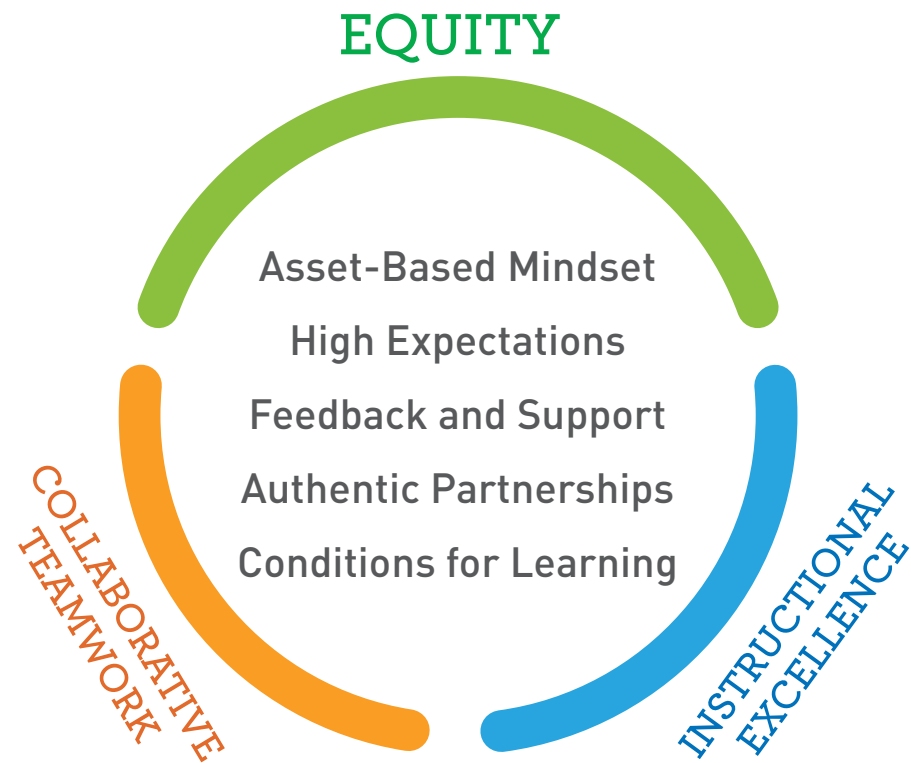 EQUITY
Asset-Based Mindset
High Expectations
Feedback and Support
Authentic Partnerships
Conditions for Learning
COLLABORATIVE
TEAMWORK
INSTRUCTIONAL
EXCELLENCE